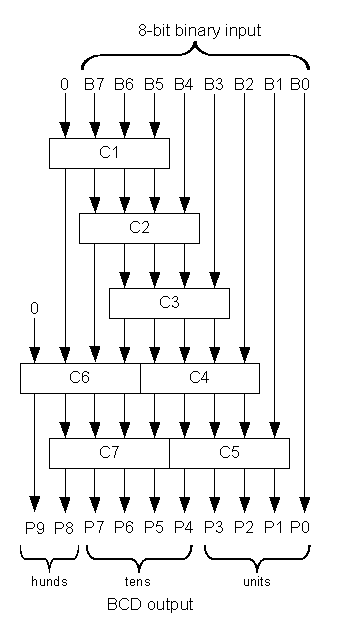 8-bit binary input
0 B7 B6 B5 B4 B3 B2 B1 B0
C1
C2
C3
0
C6 C4
C7 C5
P9 P8 P7 P6 P5 P4 P3 P2 P1 P0
hunds tens units
BCD output